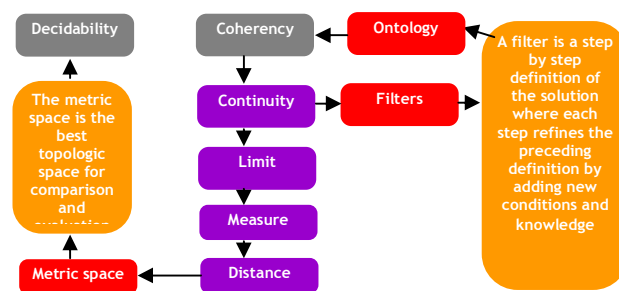 Decidability
Coherency
Ontology
The metric
space is the
best
topologic
space for
comparison
and
Continuity
Filters
A filter is a step
by step
definition of
the solution
where each
step refines the
preceding
definition by
adding new
conditions and
knowledge
Limit
Measure
Metric space
Distance